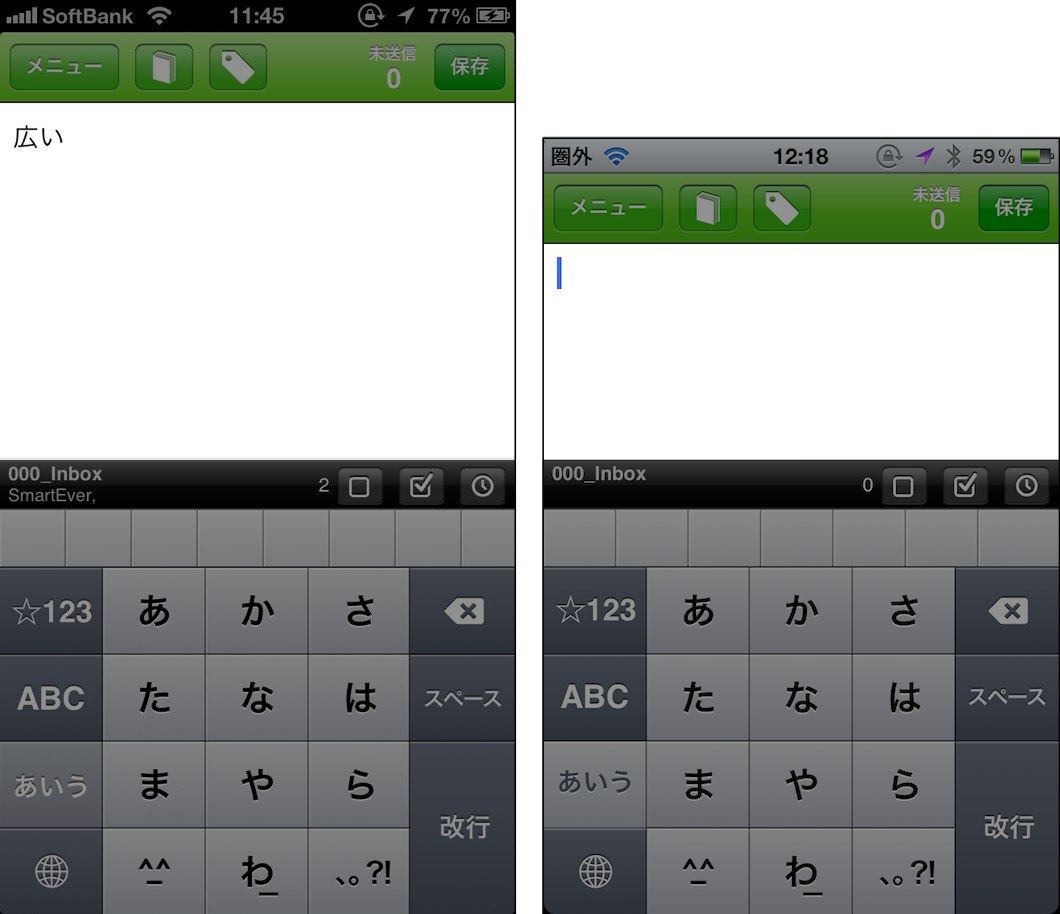 SoftBank 11:45 77%
メニュー 未送信 0 保存
広い
000_Inbox
SmartEver, 2
☆123 あ か さ
ABC た な は スペース
あいう ま や ら 改行
^_^ わ_ 、。?!
圏外 12:18 59%
メニュー 未送信 0 保存
000_Inbox 0
☆123 あ か さ
ABC た な は スペース
あいう ま や ら 改行
^_^ わ_ 、。?!